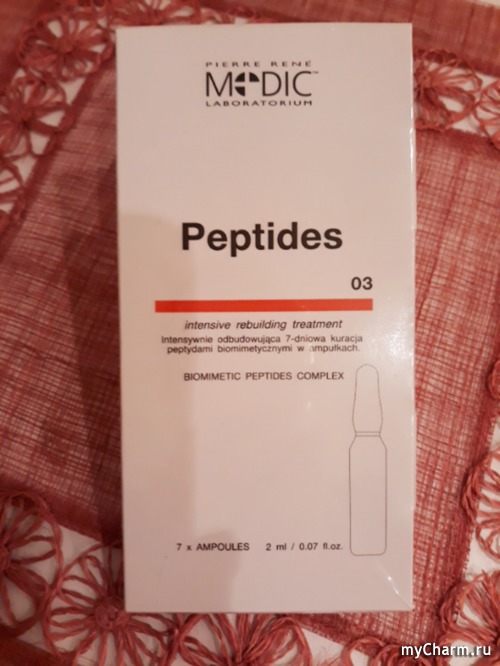 PIERRE RENÉ
MEDIC™
LABORATORIUM
Peptides
03
intensive rebuilding treatment
Intensywnie odbudowująca 7-dniowa kuracja
peptydami biomimetycznymi w ampułkach.
BIOMIMETIC PEPTIDES COMPLEX
7 x AMPOULES 2 ml / 0.07 fl.oz.
myCharm.ru